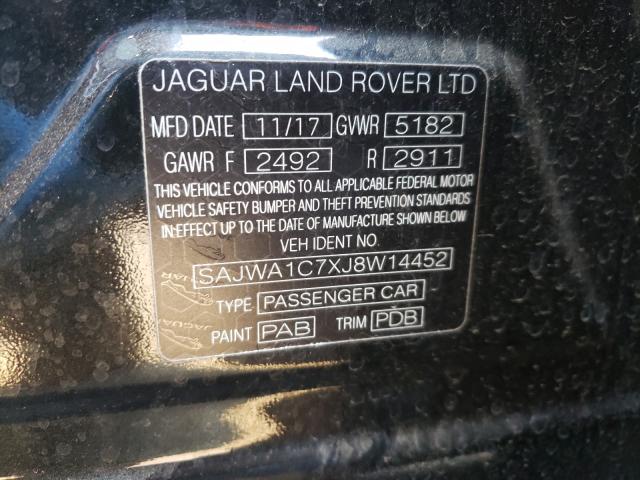 JAGUAR LAND ROVER LTD
MFD DATE 11/17 GVWR 5182
GAWR F 2492 R 2911
THIS VEHICLE CONFORMS TO ALL APPLICABLE FEDERAL MOTOR
VEHICLE SAFETY BUMPER AND THEFT PREVENTION STANDARDS
IN EFFECT UP TO THE DATE OF MANUFACTURE SHOWN BELOW
VEH IDENT NO.
SAJWA1C7XJ8W14452
TYPE PASSENGER CAR
PAINT PAB TRIM PDB